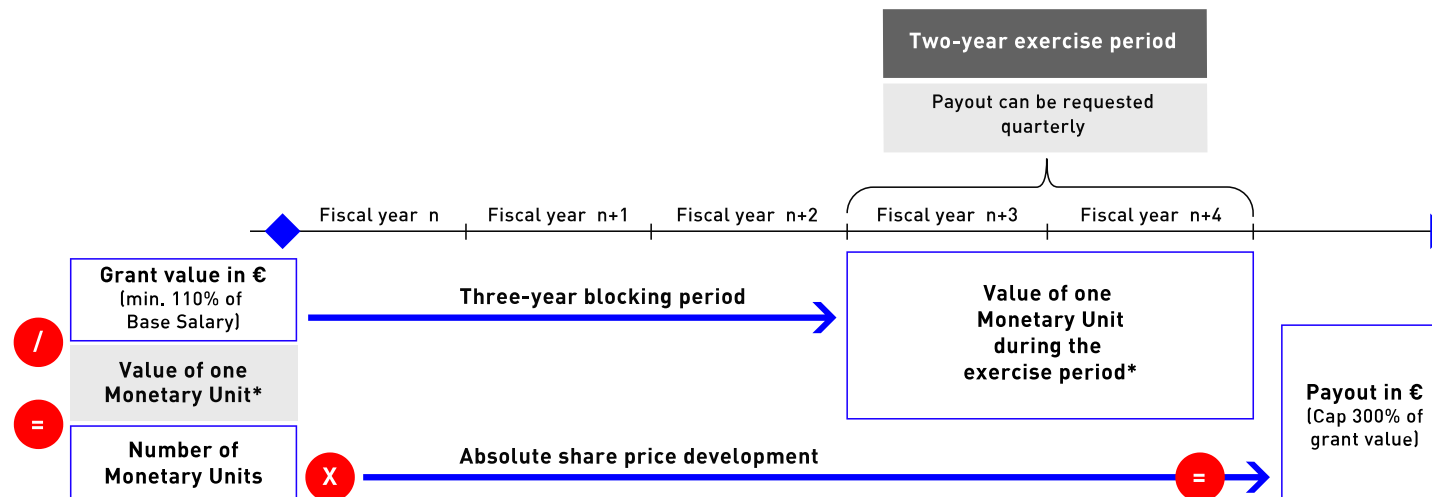 Two-year exercise period
Payout can be requested
quarterly
Fiscal year n
Fiscal year n+1
Fiscal year n+2
Fiscal year n+3
Fiscal year n+4
Grant value in €
(min. 110% of
Base Salary)
Three-year blocking period
Value of one
Monetary Unit
during the
exercise period*
/
Value of one
Monetary Unit*
=
Number of
Monetary Units
X
Absolute share price development
=
Payout in €
(Cap 300% of
grant value)